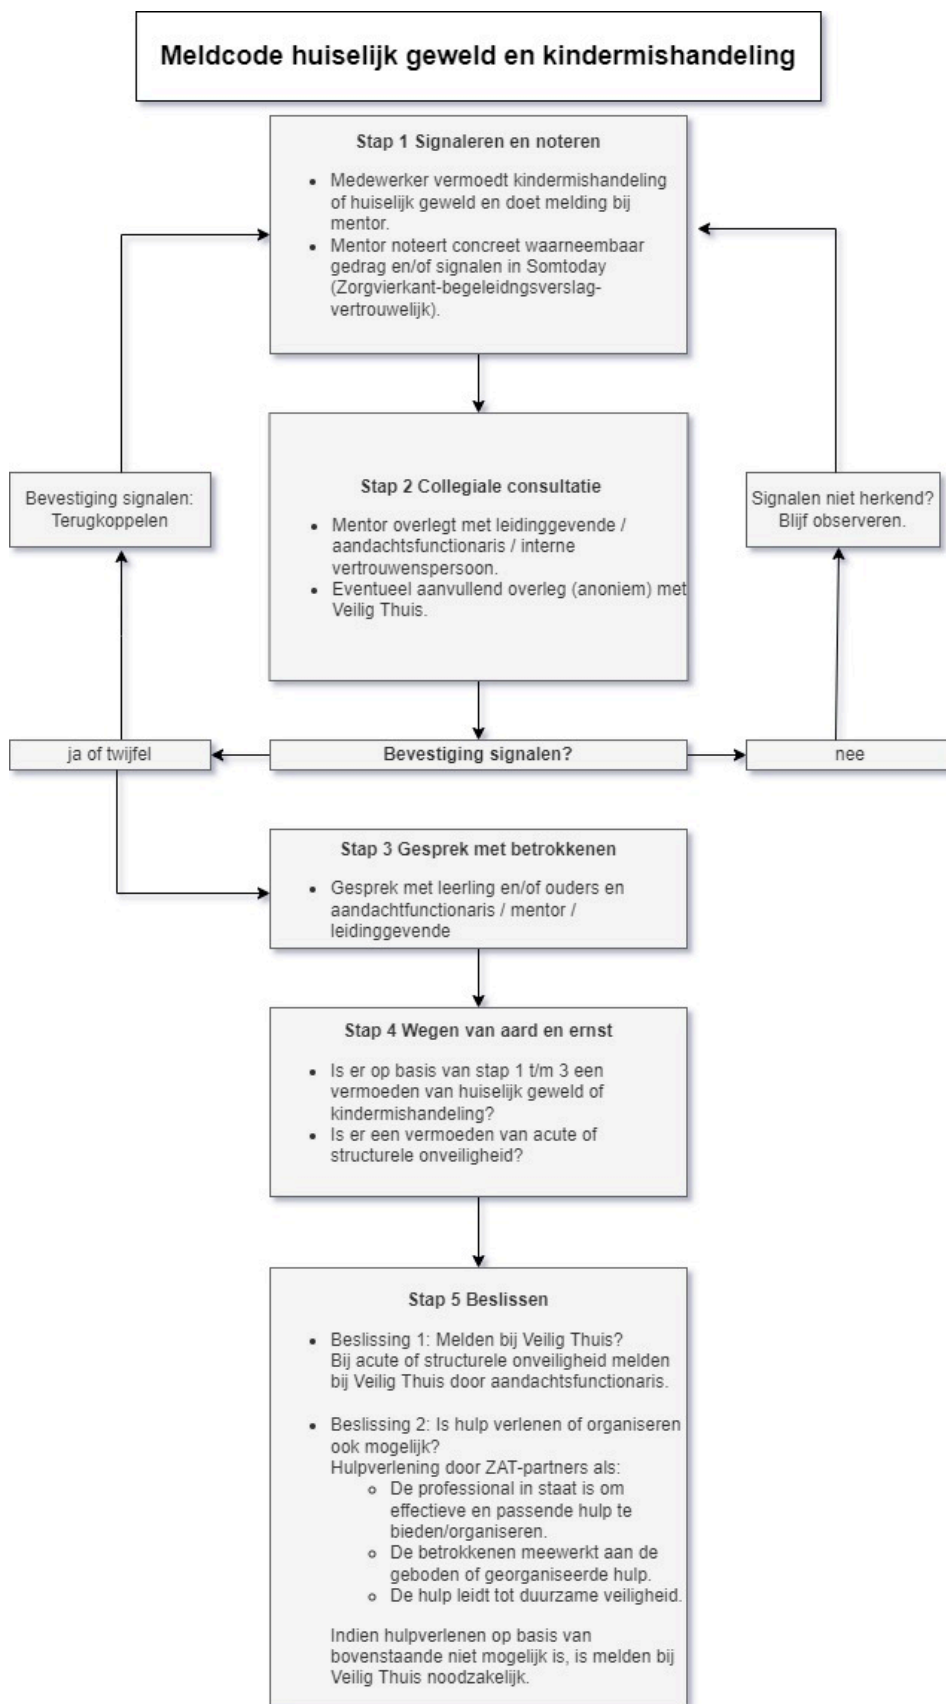 Meldcode huiselijk geweld en kindermishandeling
Stap 1 Signaleren en noteren
• Medewerker vermoedt kindermishandeling
of huiselijk geweld en doet melding bij
mentor.
• Mentor noteert concreet waarneembaar
gedrag en/of signalen in Somtoday
(Zorgvierkant-begeleidngsverslag-
vertrouwelijk).
Stap 2 Collegiale consultatie
• Mentor overlegt met leidinggevende /
aandachtsfunctionaris / interne
vertrouwenspersoon.
• Eventueel aanvullend overleg (anoniem) met
Veilig Thuis.
Bevestiging signalen:
Terugkoppelen
Signalen niet herkend?
Blijf observeren.
ja of twijfel
Bevestiging signalen?
nee
Stap 3 Gesprek met betrokkenen
• Gesprek met leerling en/of ouders en
aandachtfunctionaris / mentor /
leidinggevende
Stap 4 Wegen van aard en ernst
• Is er op basis van stap 1 t/m 3 een
vermoeden van huiselijk geweld of
kindermishandeling?
• Is er een vermoeden van acute of
structurele onveiligheid?
Stap 5 Beslissen
• Beslissing 1: Melden bij Veilig Thuis?
Bij acute of structurele onveiligheid melden
bij Veilig Thuis door aandachtsfunctionaris.
• Beslissing 2: Is hulp verlenen of organiseren
ook mogelijk?
Hulpverlening door ZAT-partners als:
○ De professional in staat is om
effectieve en passende hulp te
bieden/organiseren.
○ De betrokkenen meewerkt aan de
geboden of georganiseerde hulp.
○ De hulp leidt tot duurzame veiligheid.
Indien hulpverlenen op basis van
bovenstaande niet mogelijk is, is melden bij
Veilig Thuis noodzakelijk.